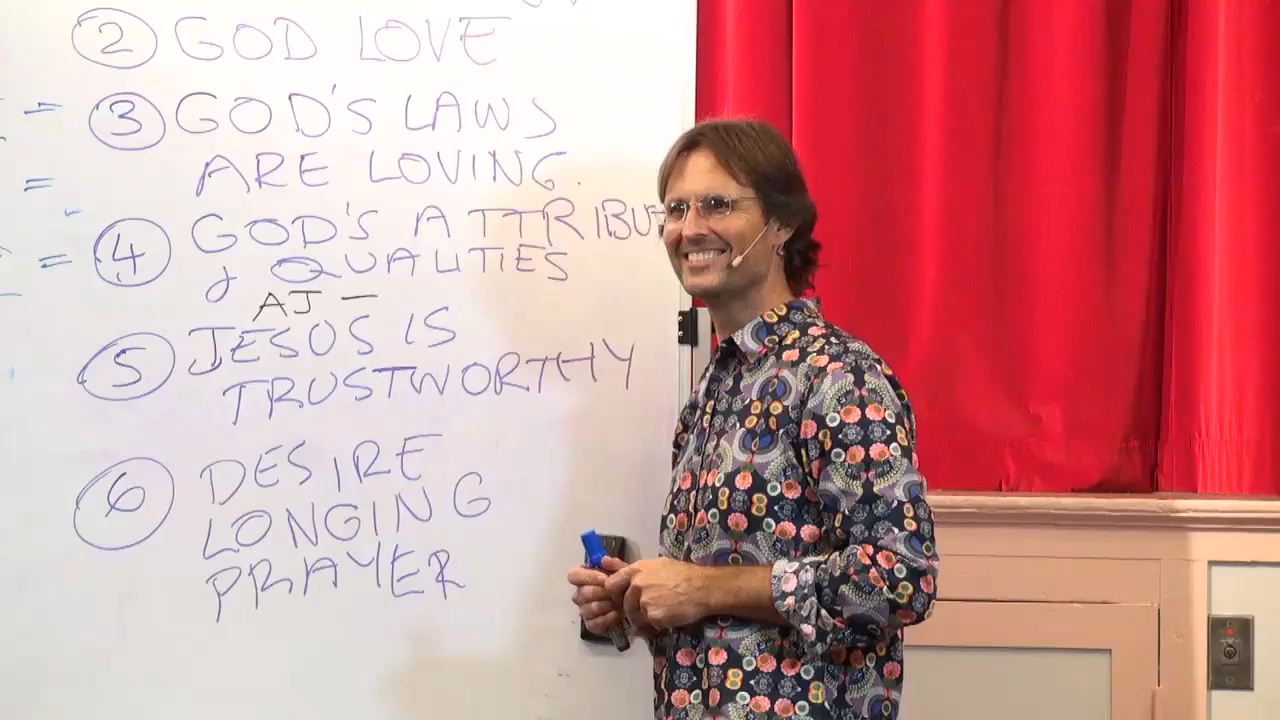 ② GOD LOVE
= ③ GOD'S LAWS
= ARE LOVING.
④ GOD'S ATTRIBU
= & QUALITIES
AJ —
⑤ JESUS IS
TRUSTWORTHY
⑥ DESIRE
LONGING
PRAYER